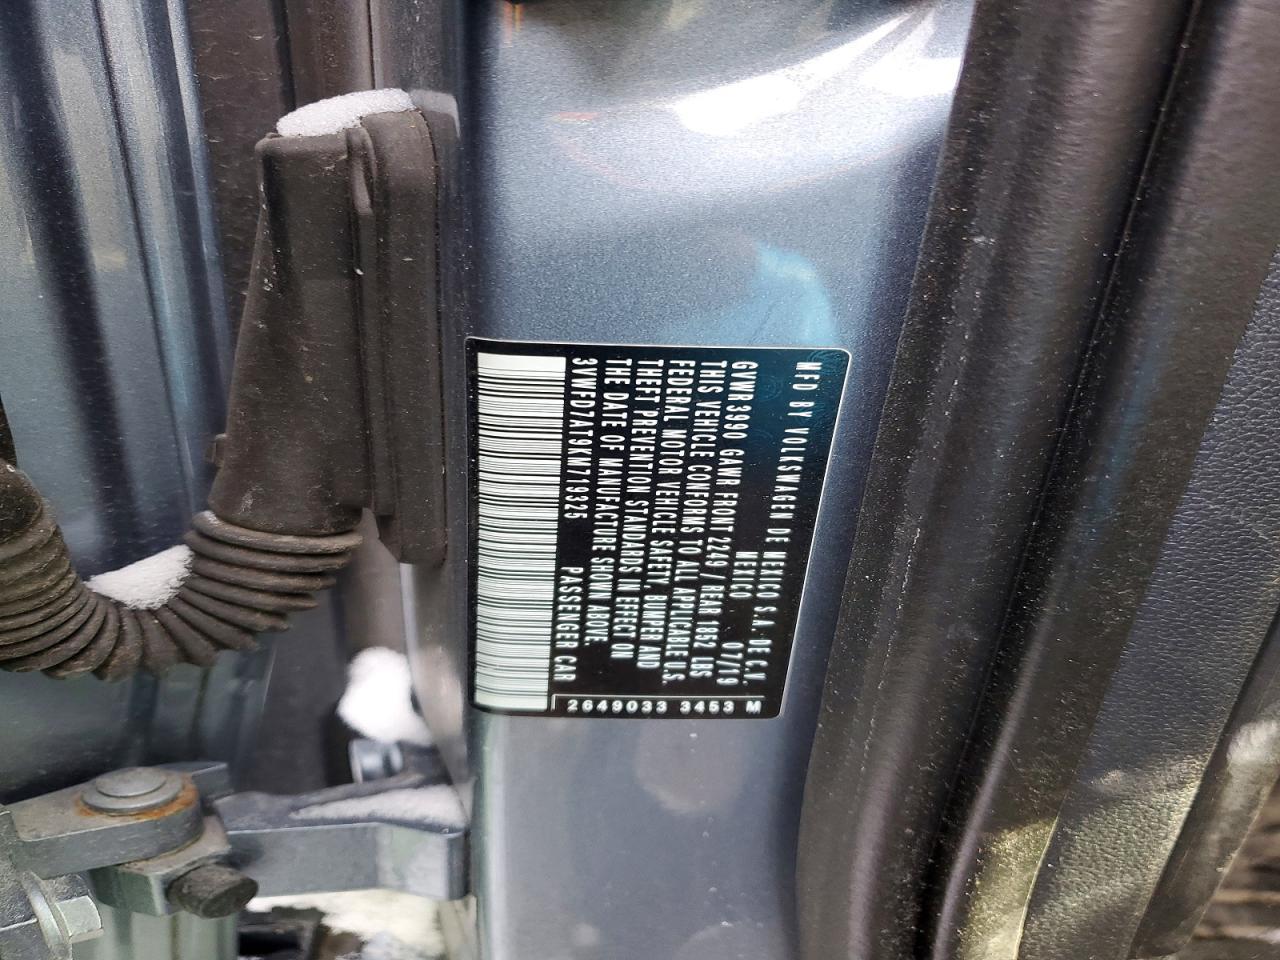 MFD BY VOLKSWAGEN DE MEXICO S.A. DE C.V.
MEXICO 07/19
GVWR 3990 GAWR FRONT 2249 / REAR 1852 LBS
THIS VEHICLE CONFORMS TO ALL APPLICABLE U.S.
FEDERAL MOTOR VEHICLE SAFETY, BUMPER AND
THEFT PREVENTION STANDARDS IN EFFECT ON
THE DATE OF MANUFACTURE SHOWN ABOVE.
3VWFD7AT9KM713325 PASSENGER CAR
2649033 3453 M